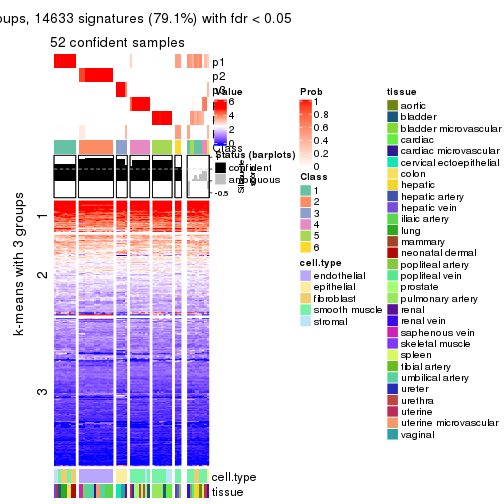 oups, 14633 signatures (79.1%) with fdr < 0.05
52 confident samples
p1
p2
Value
6
4
2
0
Class
Status (barplots)
confident
ambiguous
-0.5
k-means with 3 groups
1
2
3
cell.type
tissue
Prob
1
0.8
0.6
0.4
0.2
0
Class
1
2
3
4
5
6
cell.type
endothelial
epithelial
fibroblast
smooth muscle
stromal
tissue
aortic
bladder
bladder microvascular
cardiac
cardiac microvascular
cervical ectoepithelial
colon
hepatic
hepatic artery
hepatic vein
iliac artery
lung
mammary
neonatal dermal
popliteal artery
popliteal vein
prostate
pulmonary artery
renal
renal vein
saphenous vein
skeletal muscle
spleen
tibial artery
umbilical artery
ureter
urethra
uterine
uterine microvascular
vaginal